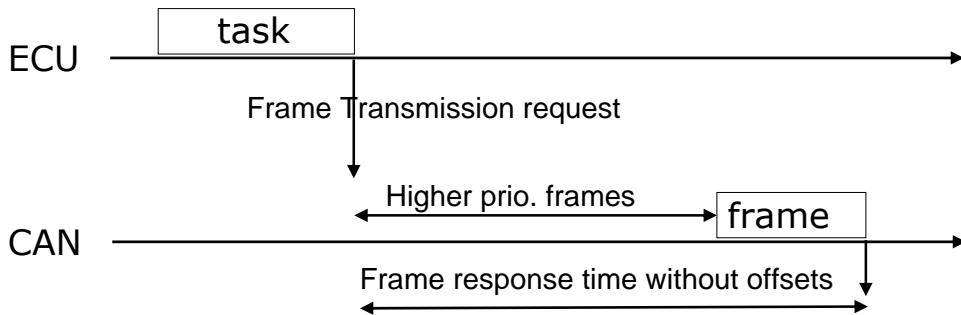 task
ECU
Frame Transmission request
Higher prio. frames
frame
CAN
Frame response time without offsets